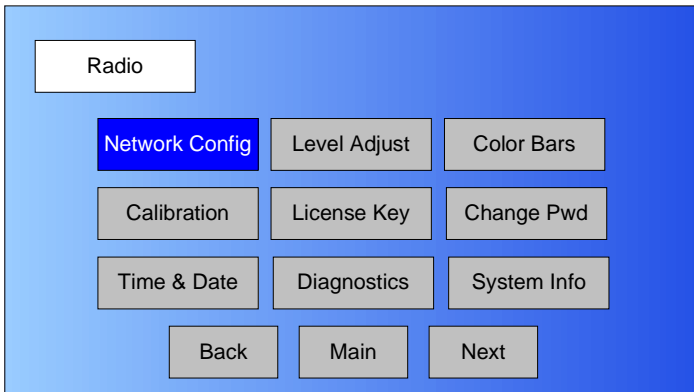 Radio
Network Config Level Adjust Color Bars
Calibration License Key Change Pwd
Time & Date Diagnostics System Info
Back Main Next